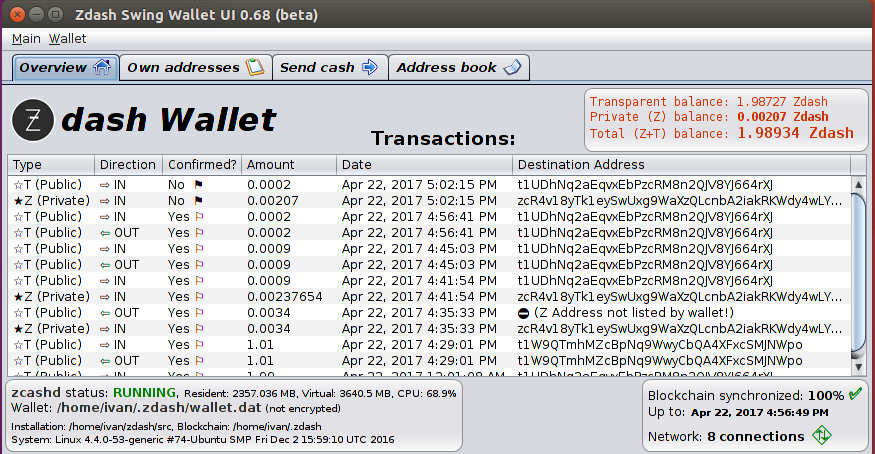 Zdash Swing Wallet UI 0.68 (beta)
Main Wallet
Overview Own addresses Send cash Address book
Z dash Wallet
Transactions:
Transparent balance: 1.98727 Zdash
Private (Z) balance: 0.00207 Zdash
Total (Z+T) balance: 1.98934 Zdash
Type Direction Confirmed? Amount Date Destination Address
☆T (Public) ⇨ IN No ⚑ 0.0002 Apr 22, 2017 5:02:15 PM t1UDhNq2aEqvxEbPzcRM8n2QJV8YJ664rXJ
★Z (Private) ⇨ IN No ⚑ 0.00207 Apr 22, 2017 5:02:15 PM zcR4v18yTk1eySwUxg9WaXzQLcnbA2iakRKWdy4wLY...
☆T (Public) ⇨ IN Yes ⚐ 0.0002 Apr 22, 2017 4:56:41 PM t1UDhNq2aEqvxEbPzcRM8n2QJV8YJ664rXJ
☆T (Public) ⇦ OUT Yes ⚐ 0.0002 Apr 22, 2017 4:56:41 PM t1UDhNq2aEqvxEbPzcRM8n2QJV8YJ664rXJ
☆T (Public) ⇨ IN Yes ⚐ 0.0009 Apr 22, 2017 4:45:03 PM t1UDhNq2aEqvxEbPzcRM8n2QJV8YJ664rXJ
☆T (Public) ⇦ OUT Yes ⚐ 0.0009 Apr 22, 2017 4:45:03 PM t1UDhNq2aEqvxEbPzcRM8n2QJV8YJ664rXJ
☆T (Public) ⇨ IN Yes ⚐ 0.0009 Apr 22, 2017 4:41:54 PM t1UDhNq2aEqvxEbPzcRM8n2QJV8YJ664rXJ
★Z (Private) ⇨ IN Yes ⚐ 0.00237654 Apr 22, 2017 4:41:54 PM zcR4v18yTk1eySwUxg9WaXzQLcnbA2iakRKWdy4wLY...
☆T (Public) ⇦ OUT Yes ⚐ 0.0034 Apr 22, 2017 4:35:33 PM (Z Address not listed by wallet!)
★Z (Private) ⇨ IN Yes ⚐ 0.0034 Apr 22, 2017 4:35:33 PM zcR4v18yTk1eySwUxg9WaXzQLcnbA2iakRKWdy4wLY...
☆T (Public) ⇨ IN Yes ⚐ 1.01 Apr 22, 2017 4:29:01 PM t1W9QTmhMZcBpNq9WwyCbQA4XFxcSMJNWpo
☆T (Public) ⇦ OUT Yes ⚐ 1.01 Apr 22, 2017 4:29:01 PM t1W9QTmhMZcBpNq9WwyCbQA4XFxcSMJNWpo
zcashd status: RUNNING, Resident: 2357.036 MB, Virtual: 3640.5 MB, CPU: 68.9%
Wallet: /home/ivan/.zdash/wallet.dat (not encrypted)
Installation: /home/ivan/zdash/src, Blockchain: /home/ivan/.zdash
System: Linux 4.4.0-53-generic #74-Ubuntu SMP Fri Dec 2 15:59:10 UTC 2016
Blockchain synchronized: 100% ✔
Up to: Apr 22, 2017 4:56:49 PM
Network: 8 connections